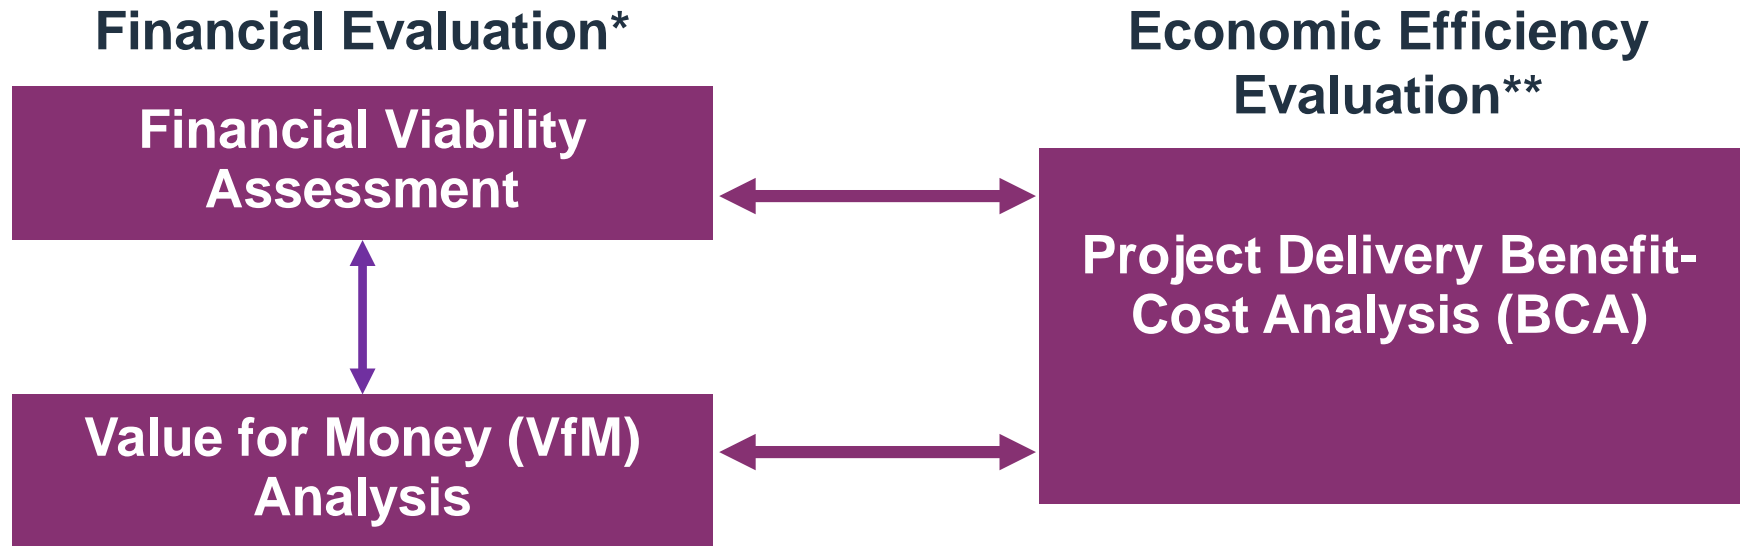 Financial Evaluation*
Financial Viability
Assessment
Value for Money (VfM)
Analysis
Economic Efficiency
Evaluation**
Project Delivery Benefit-
Cost Analysis (BCA)